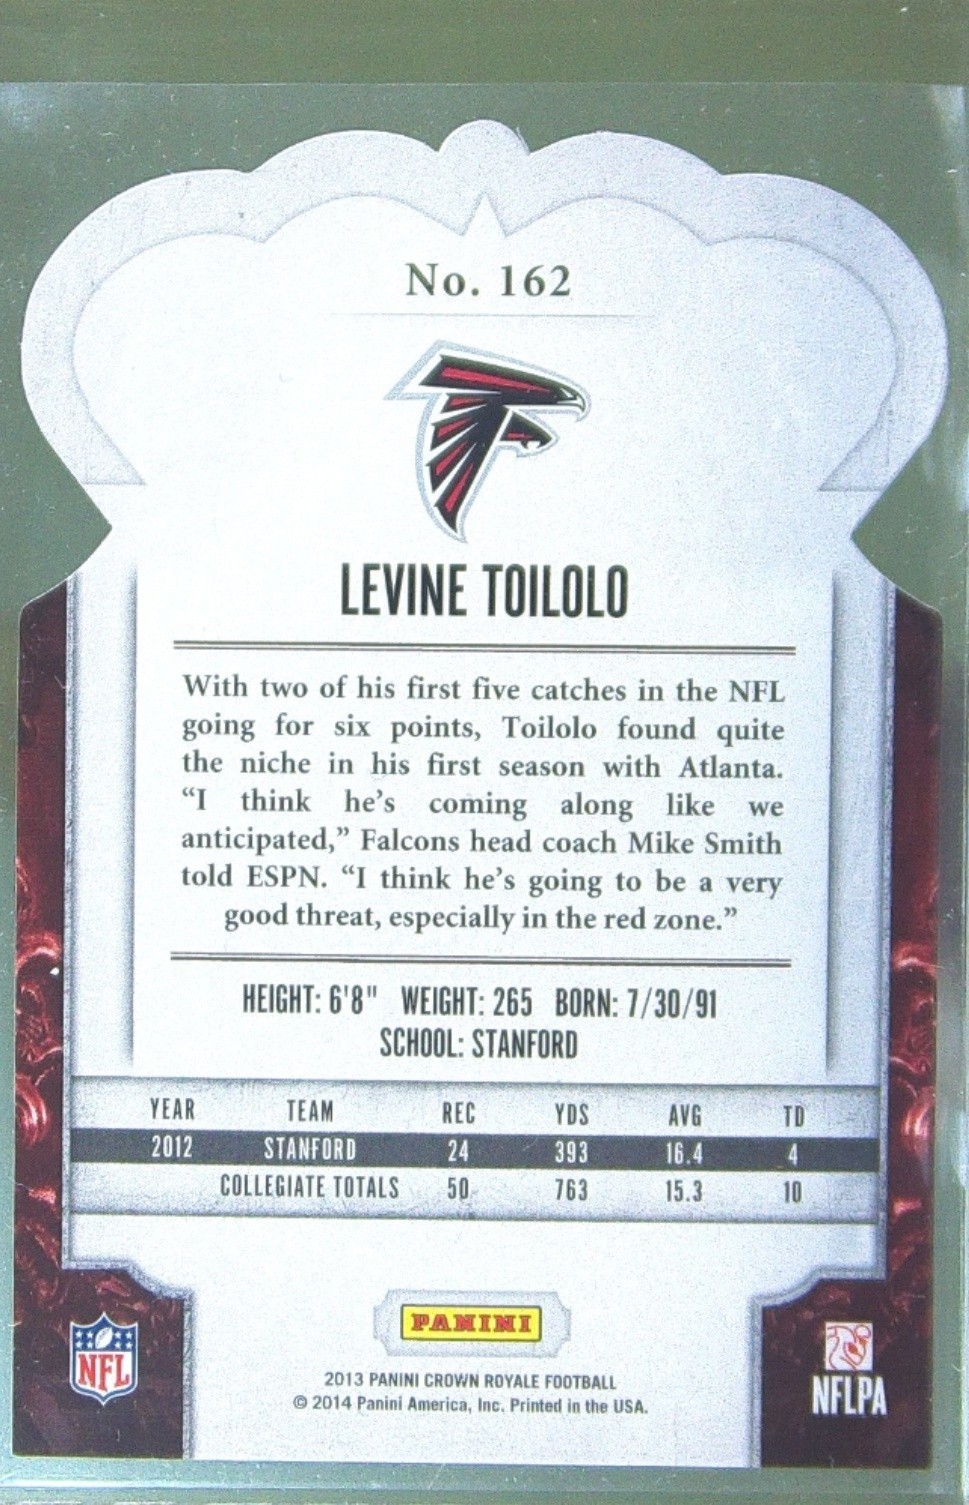 No. 162
LEVINE TOILOLO
With two of his first five catches in the NFL
going for six points, Toilolo found quite
the niche in his first season with Atlanta.
“I think he’s coming along like we
anticipated,” Falcons head coach Mike Smith
told ESPN. “I think he’s going to be a very
good threat, especially in the red zone.”
HEIGHT: 6'8" WEIGHT: 265 BORN: 7/30/91
SCHOOL: STANFORD
YEAR TEAM REC YDS AVG TD
2012 STANFORD 24 393 16.4 4
COLLEGIATE TOTALS 50 763 15.3 10
PANINI
NFL
NFLPA
2013 PANINI CROWN ROYALE FOOTBALL
© 2014 Panini America, Inc. Printed in the USA.